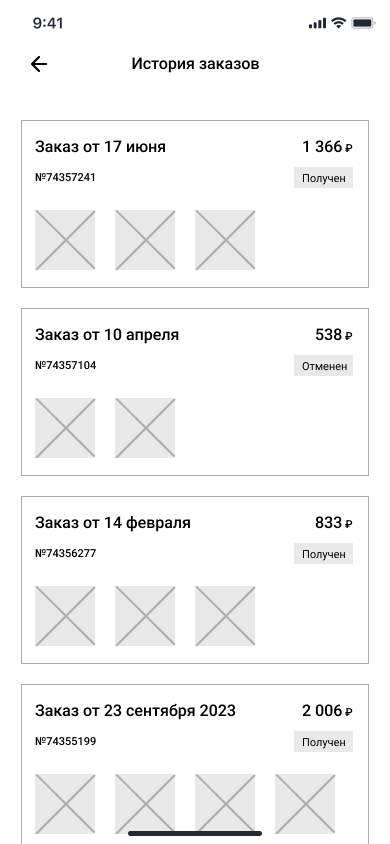 9:41
История заказов
Заказ от 17 июня 1 366 ₽
№74357241 Получен
Заказ от 10 апреля 538 ₽
№74357104 Отменен
Заказ от 14 февраля 833 ₽
№74356277 Получен
Заказ от 23 сентября 2023 2 006 ₽
№74355199 Получен